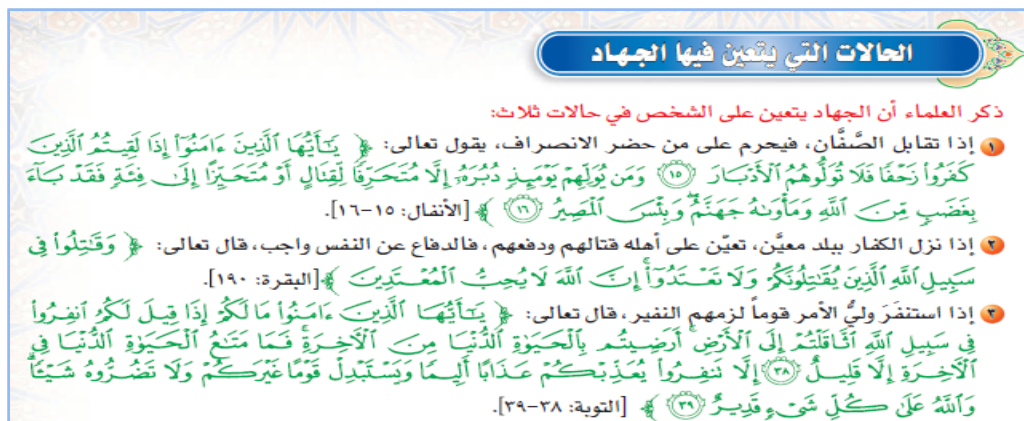 الحالات التي يتعين فيها الجهاد
ذكر العلماء أن الجهاد يتعين على الشخص في حالات ثلاث:
١ إذا تقابل الصَّفَّان، فيحرم على من حضر الانصراف، يقول تعالى: ﴿ يَٰٓأَيُّهَا ٱلَّذِينَ ءَامَنُوٓا۟ إِذَا لَقِيتُمُ ٱلَّذِينَ
كَفَرُوا۟ زَحْفًا فَلَا تُوَلُّوهُمُ ٱلْأَدْبَارَ ١٥ وَمَن يُوَلِّهِمْ يَوْمَئِذٍ دُبُرَهُۥٓ إِلَّا مُتَحَرِّفًا لِّقِتَالٍ أَوْ مُتَحَيِّزًا إِلَىٰ فِئَةٍ فَقَدْ بَآءَ
بِغَضَبٍ مِّنَ ٱللَّهِ وَمَأْوَىٰهُ جَهَنَّمُ وَبِئْسَ ٱلْمَصِيرُ ١٦ ﴾ [الأنفال: ١٥-١٦].
٢ إذا نزل الكفار ببلد معيَّن، تعيّن على أهله قتالهم ودفعهم، فالدفاع عن النفس واجب، قال تعالى: ﴿ وَقَٰتِلُوا۟ فِى
سَبِيلِ ٱللَّهِ ٱلَّذِينَ يُقَٰتِلُونَكُمْ وَلَا تَعْتَدُوٓا۟ إِنَّ ٱللَّهَ لَا يُحِبُّ ٱلْمُعْتَدِينَ ﴾[البقرة: ١٩٠].
٣ إذا استنفَرَ وليُّ الأمر قوماً لزمهم النفير، قال تعالى: ﴿ يَٰٓأَيُّهَا ٱلَّذِينَ ءَامَنُوا۟ مَا لَكُمْ إِذَا قِيلَ لَكُمُ ٱنفِرُوا۟
فِى سَبِيلِ ٱللَّهِ ٱثَّاقَلْتُمْ إِلَى ٱلْأَرْضِ أَرَضِيتُم بِٱلْحَيَوٰةِ ٱلدُّنْيَا مِنَ ٱلْءَاخِرَةِ فَمَا مَتَٰعُ ٱلْحَيَوٰةِ ٱلدُّنْيَا فِى
ٱلْءَاخِرَةِ إِلَّا قَلِيلٌ ٣٨ إِلَّا تَنفِرُوا۟ يُعَذِّبْكُمْ عَذَابًا أَلِيمًا وَيَسْتَبْدِلْ قَوْمًا غَيْرَكُمْ وَلَا تَضُرُّوهُ شَيْـًٔا
وَٱللَّهُ عَلَىٰ كُلِّ شَىْءٍ قَدِيرٌ ٣٩ ﴾ [التوبة: ٣٨-٣٩].